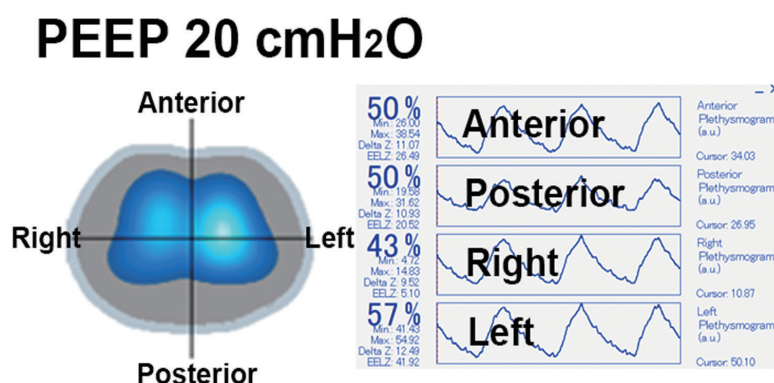 PEEP 20 cmH2O
Anterior
Right
Left
Posterior
50 %
Min.: 26.00
Max.: 38.54
Delta Z: 11.07
EELZ: 26.49
Anterior
Anterior
Plethysmogram
(a.u.)
Cursor: 34.03
50 %
Min.: 19.58
Max.: 31.62
Delta Z: 10.93
EELZ: 20.52
Posterior
Posterior
Plethysmogram
(a.u.)
Cursor: 26.95
43 %
Min.: 4.72
Max.: 14.83
Delta Z: 9.52
EELZ: 5.10
Right
Right
Plethysmogram
(a.u.)
Cursor: 10.87
57 %
Min.: 41.43
Max.: 54.92
Delta Z: 12.49
EELZ: 41.92
Left
Left
Plethysmogram
(a.u.)
Cursor: 50.10